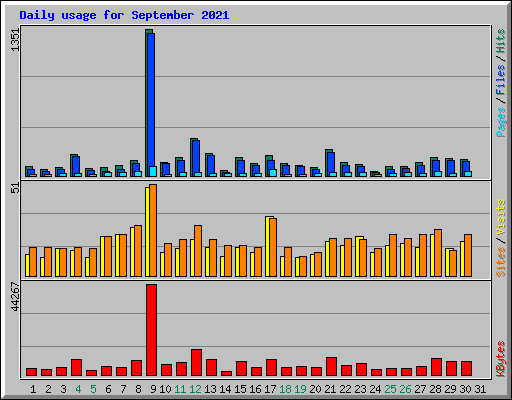 Daily usage for September 2021
1351
Pages / Files / Hits
51
Sites / Visits
44267
KBytes
1 2 3 4 5 6 7 8 9 10 11 12 13 14 15 16 17 18 19 20 21 22 23 24 25 26 27 28 29 30 31